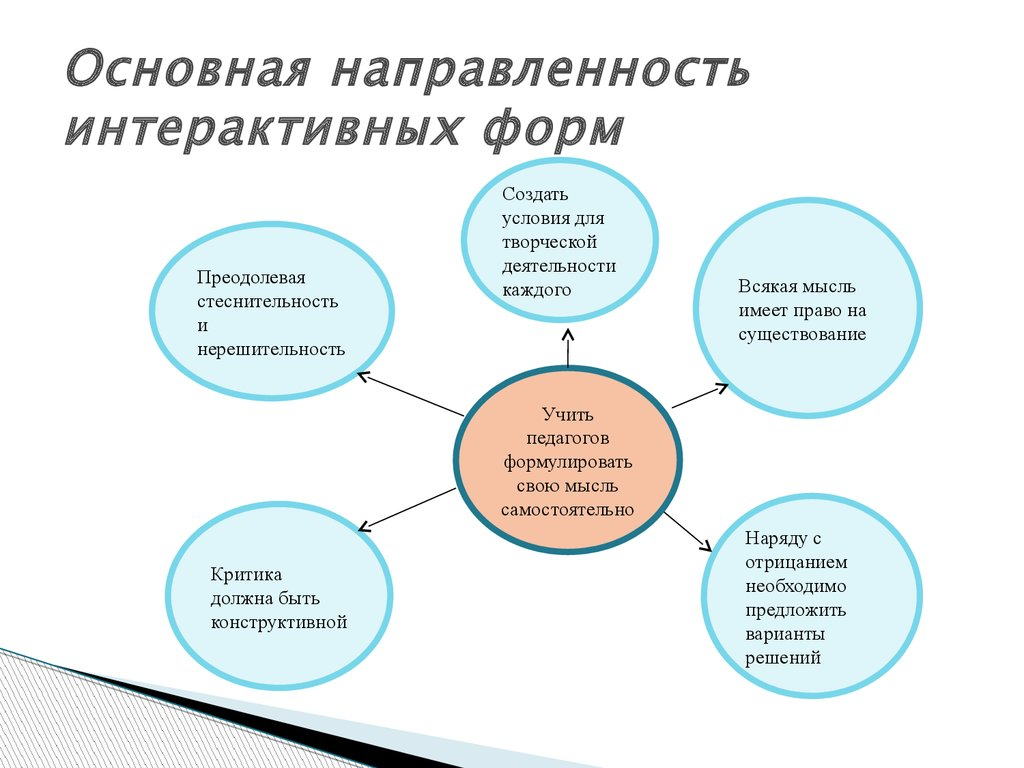 Основная направленность
интерактивных форм
Создать
условия для
творческой
деятельности
каждого
Преодолевая
стеснительность
и
нерешительность
Всякая мысль
имеет право на
существование
Учить
педагогов
формулировать
свою мысль
самостоятельно
Критика
должна быть
конструктивной
Наряду с
отрицанием
необходимо
предложить
варианты
решений